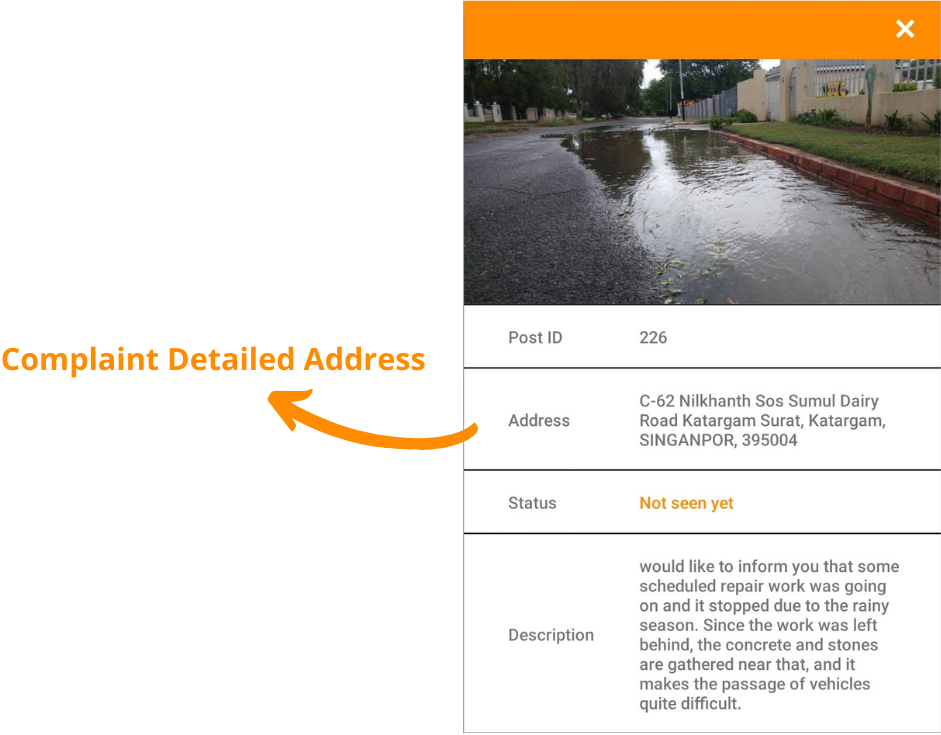 Complaint Detailed Address
Post ID
226
Address
C-62 Nilkhanth Sos Sumul Dairy
Road Katargam Surat, Katargam,
SINGANPOR, 395004
Status
Not seen yet
Description
would like to inform you that some
scheduled repair work was going
on and it stopped due to the rainy
season. Since the work was left
behind, the concrete and stones
are gathered near that, and it
makes the passage of vehicles
quite difficult.